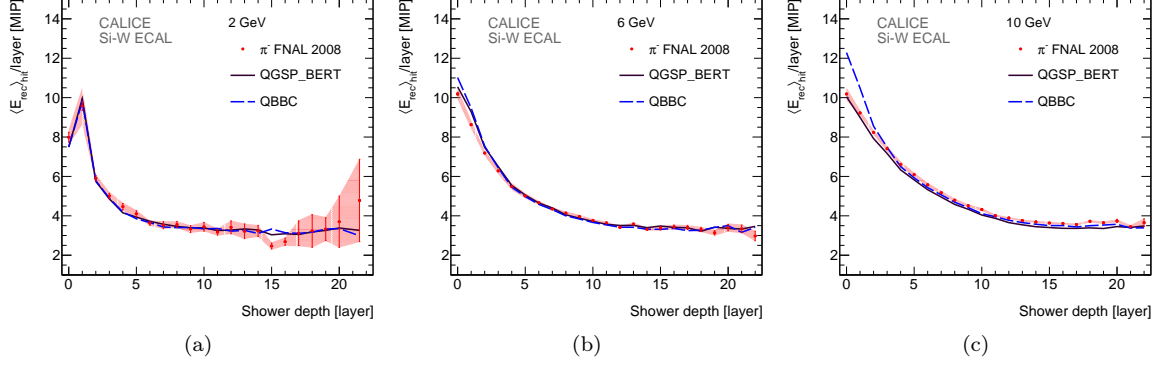 ⟨E_rec⟩_hit/layer [MIP]
14
12
10
8
6
4
2
CALICE
Si-W ECAL
2 GeV
π⁻ FNAL 2008
QGSP_BERT
QBBC
0 5 10 15 20
Shower depth [layer]
(a)
⟨E_rec⟩_hit/layer [MIP]
14
12
10
8
6
4
2
CALICE
Si-W ECAL
6 GeV
π⁻ FNAL 2008
QGSP_BERT
QBBC
0 5 10 15 20
Shower depth [layer]
(b)
⟨E_rec⟩_hit/layer [MIP]
14
12
10
8
6
4
2
CALICE
Si-W ECAL
10 GeV
π⁻ FNAL 2008
QGSP_BERT
QBBC
0 5 10 15 20
Shower depth [layer]
(c)